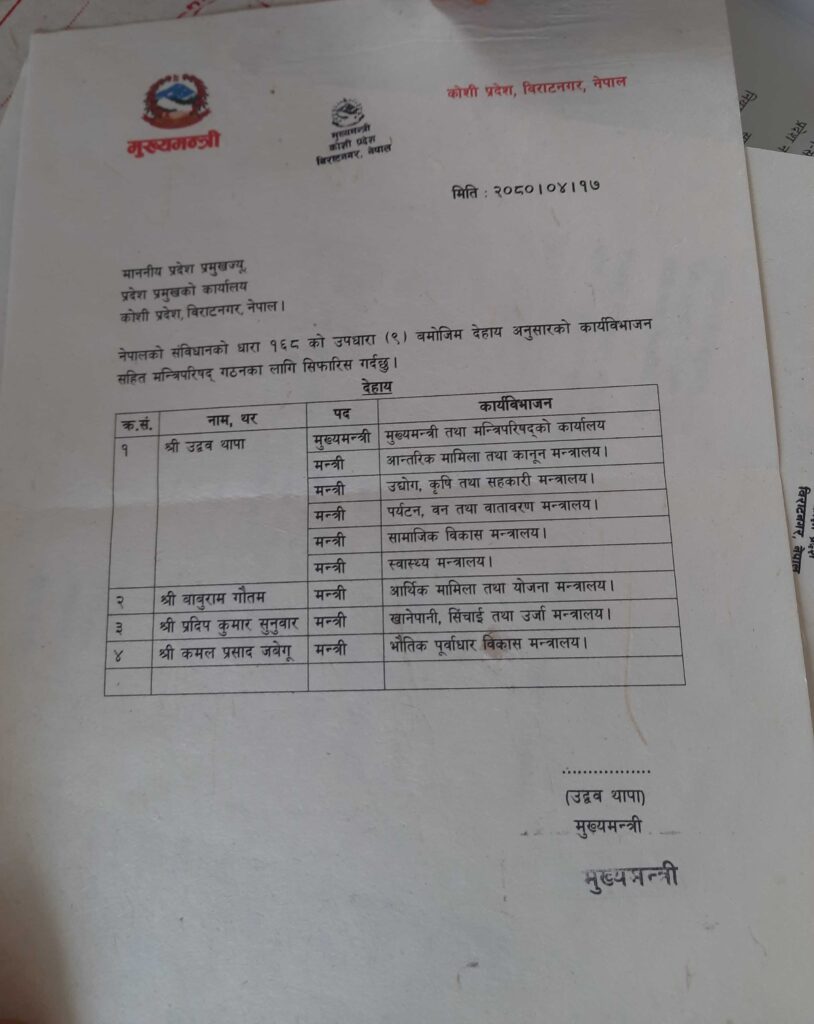 मुख्यमन्त्री
मुख्यमन्त्री
कोशी प्रदेश
बिराटनगर, नेपाल
कोशी प्रदेश, बिराटनगर, नेपाल
मिति : २०८०।०४।१७
माननीय प्रदेश प्रमुखज्यू,
प्रदेश प्रमुखको कार्यालय
कोशी प्रदेश, बिराटनगर, नेपाल।
नेपालको संविधानको धारा १६८ को उपधारा (९) बमोजिम देहाय अनुसारको कार्यविभाजन
सहित मन्त्रिपरिषद् गठनका लागि सिफारिस गर्दछु।
देहाय
क्र.सं. नाम, थर पद कार्यविभाजन
१ श्री उद्धव थापा मुख्यमन्त्री मुख्यमन्त्री तथा मन्त्रिपरिषद्को कार्यालय
मन्त्री आन्तरिक मामिला तथा कानून मन्त्रालय।
मन्त्री उद्योग, कृषि तथा सहकारी मन्त्रालय।
मन्त्री पर्यटन, वन तथा वातावरण मन्त्रालय।
मन्त्री सामाजिक विकास मन्त्रालय।
मन्त्री स्वास्थ्य मन्त्रालय।
२ श्री बाबुराम गौतम मन्त्री आर्थिक मामिला तथा योजना मन्त्रालय।
३ श्री प्रदिप कुमार सुनुवार मन्त्री खानेपानी, सिंचाई तथा उर्जा मन्त्रालय।
४ श्री कमल प्रसाद जबेगू मन्त्री भौतिक पूर्वाधार विकास मन्त्रालय।
..................
(उद्धव थापा)
मुख्यमन्त्री
मुख्यमन्त्री
बिराटनगर, नेपाल